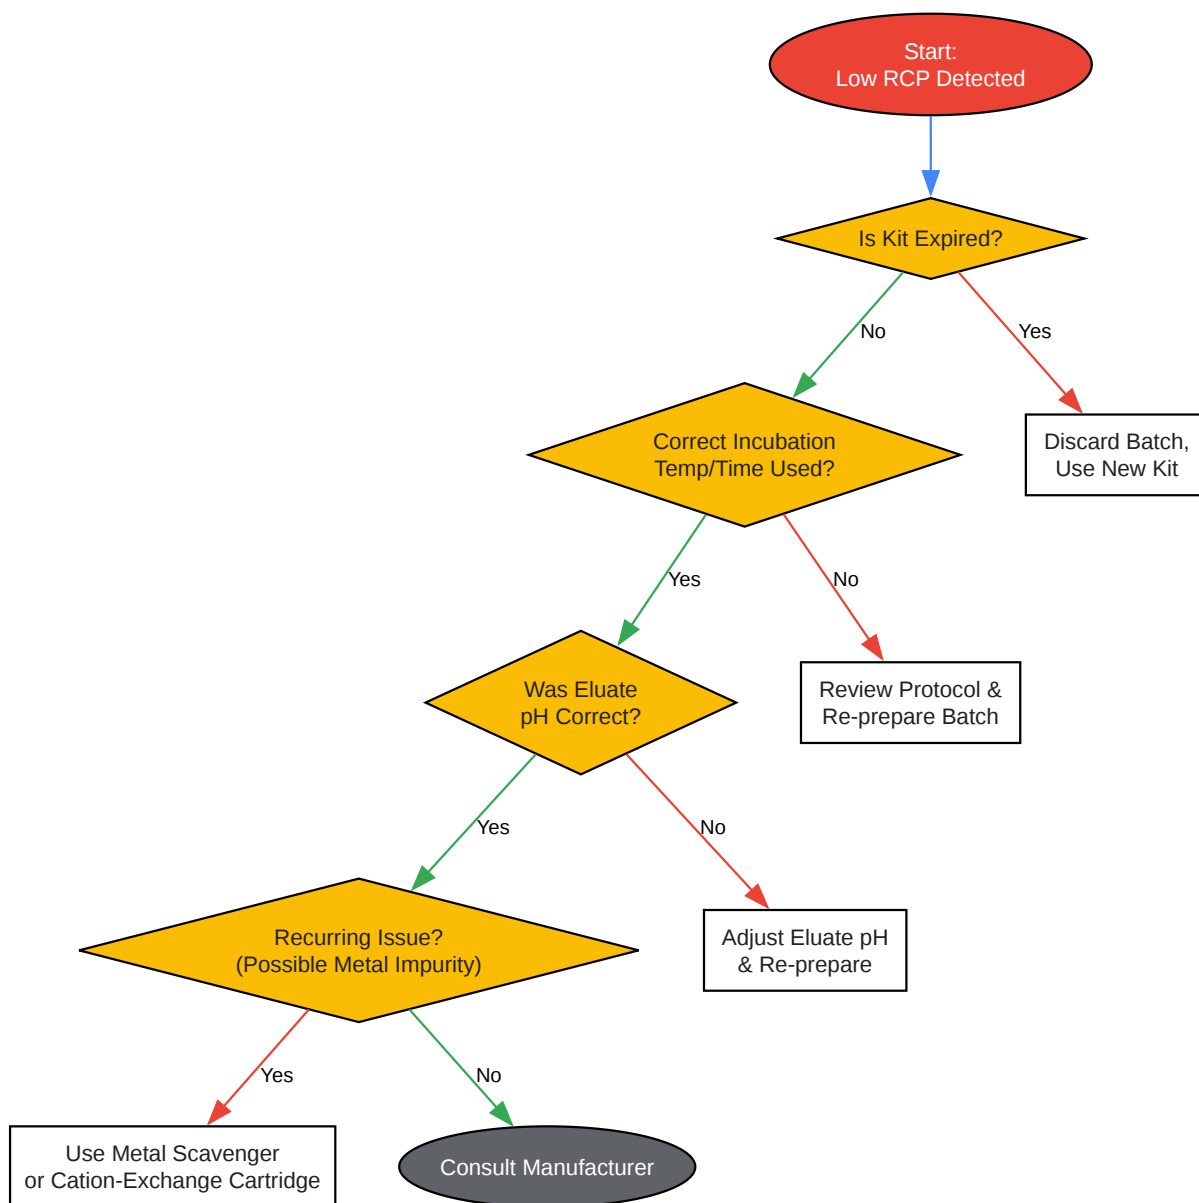 Start:
Low RCP Detected
Is Kit Expired?
No
Yes
Correct Incubation
Temp/Time Used?
Discard Batch,
Use New Kit
Yes
No
Was Eluate
pH Correct?
Review Protocol &
Re-prepare Batch
Yes
No
Recurring Issue?
(Possible Metal Impurity)
Adjust Eluate pH
& Re-prepare
Yes
No
Use Metal Scavenger
or Cation-Exchange Cartridge
Consult Manufacturer